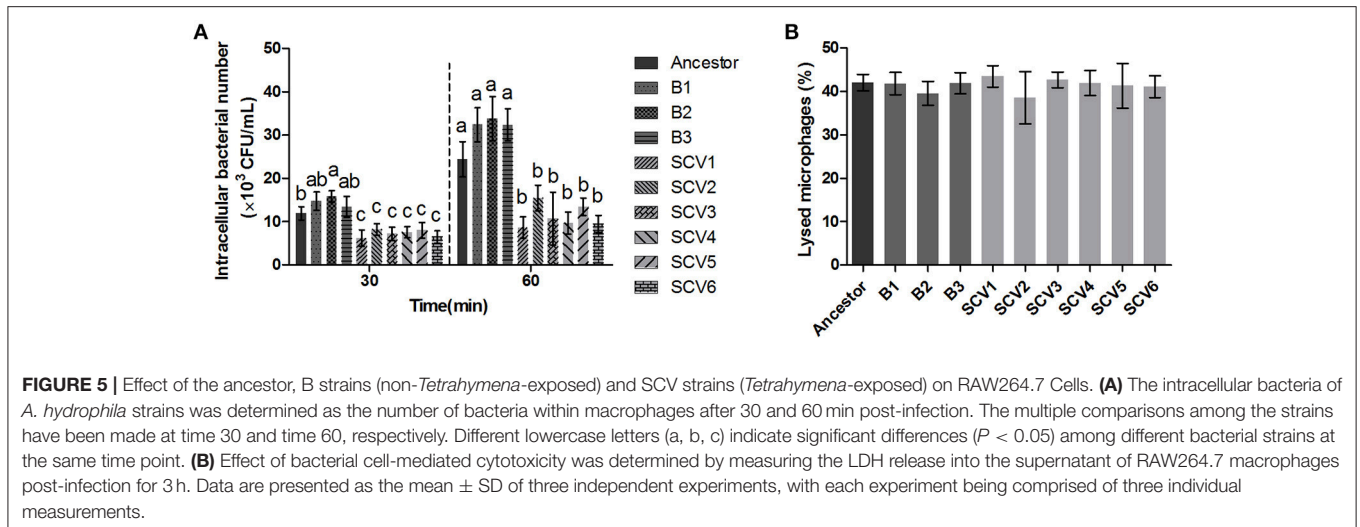 A
Intracellular bacterial number
(×10³ CFU/mL)
50
40
30
20
10
0
b ab a ab c c c c c c
a a a a b b b b b b
30
60
Time(min)
Ancestor
B1
B2
B3
SCV1
SCV2
SCV3
SCV4
SCV5
SCV6
B
Lysed microphages (%)
50
40
30
20
10
0
Ancestor
B1
B2
B3
SCV1
SCV2
SCV3
SCV4
SCV5
SCV6
FIGURE 5 | Effect of the ancestor, B strains (non-Tetrahymena-exposed) and SCV strains (Tetrahymena-exposed) on RAW264.7 Cells. (A) The intracellular bacteria of
A. hydrophila strains was determined as the number of bacteria within macrophages after 30 and 60 min post-infection. The multiple comparisons among the strains
have been made at time 30 and time 60, respectively. Different lowercase letters (a, b, c) indicate significant differences (P < 0.05) among different bacterial strains at
the same time point. (B) Effect of bacterial cell-mediated cytotoxicity was determined by measuring the LDH release into the supernatant of RAW264.7 macrophages
post-infection for 3 h. Data are presented as the mean ± SD of three independent experiments, with each experiment being comprised of three individual
measurements.